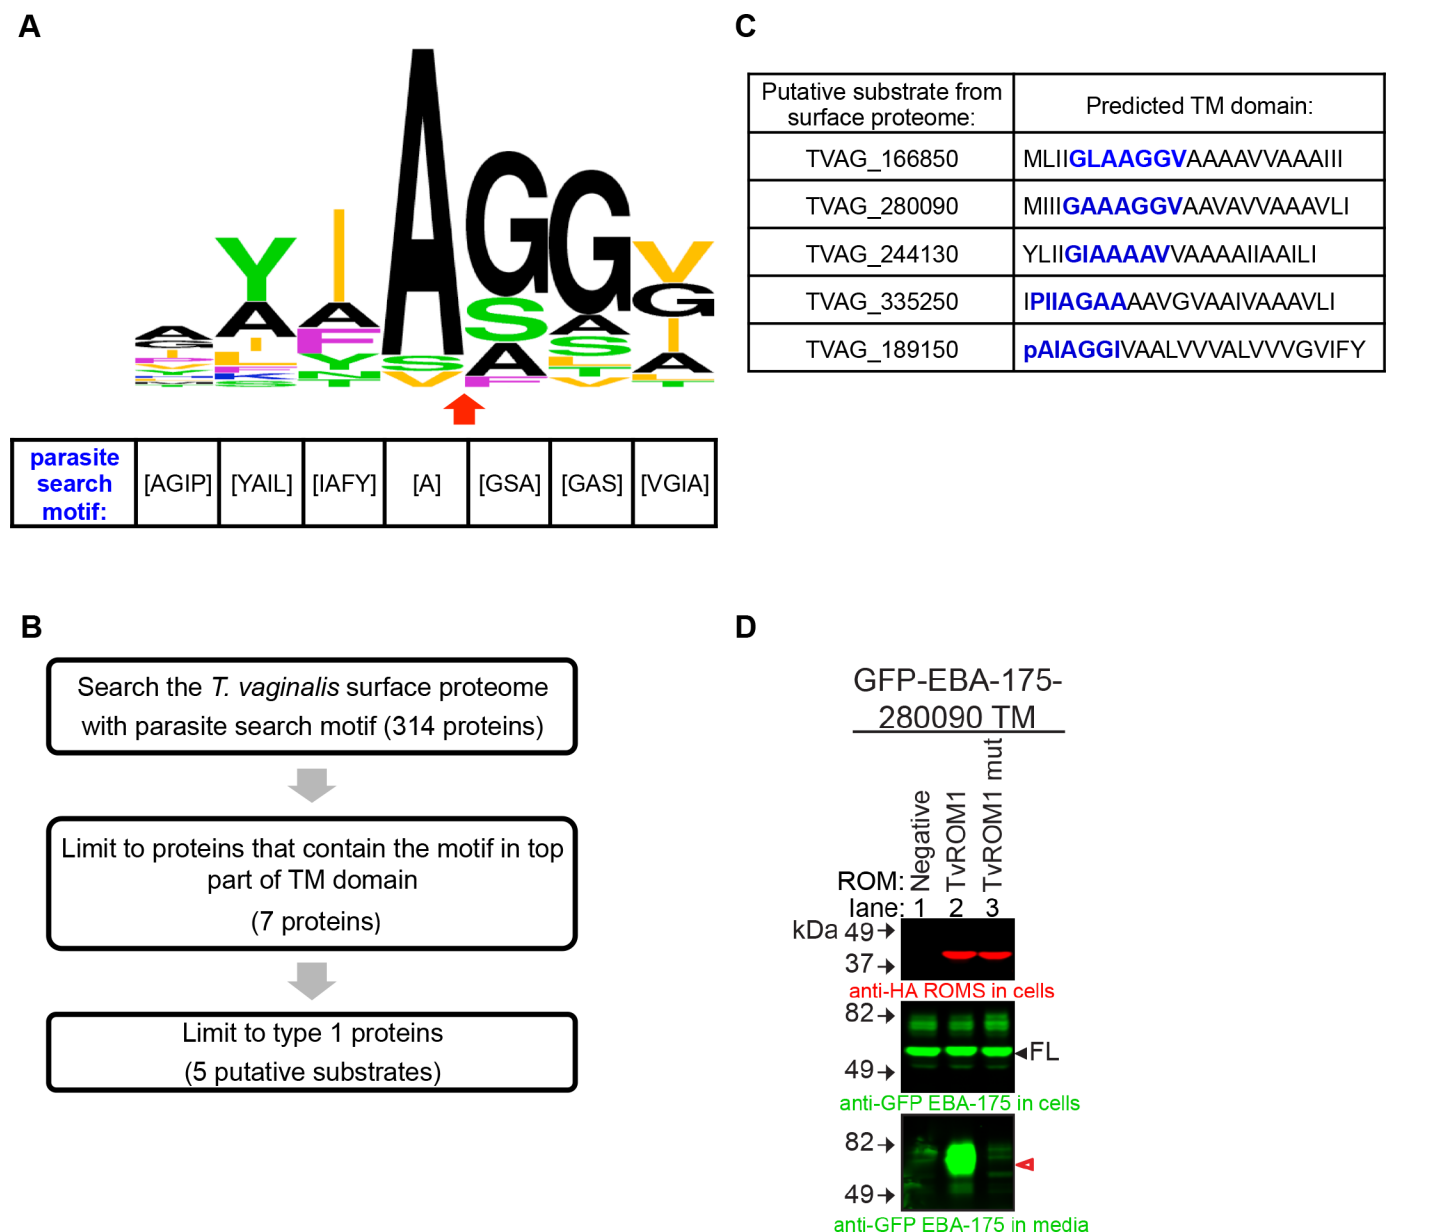 A
parasite
search
motif:
[AGIP]
[YAIL]
[IAFY]
[A]
[GSA]
[GAS]
[VGIA]
B
Search the T. vaginalis surface proteome
with parasite search motif (314 proteins)
Limit to proteins that contain the motif in top
part of TM domain
(7 proteins)
Limit to type 1 proteins
(5 putative substrates)
C
Putative substrate from
surface proteome:
Predicted TM domain:
TVAG_166850
MLIIGLAAGGVAAAAVVAAAIII
TVAG_280090
MIIIGAAAGGVAAVAVVAAAVLI
TVAG_244130
YLIIGIAAAAVVAAAAIIAAILI
TVAG_335250
IPIIAGAAAAVGVAAIVAAAVLI
TVAG_189150
pAIAGGIVAALVVVALVVVGVIFY
D
GFP-EBA-175-
280090 TM
Negative
TvROM1
TvROM1 mut
ROM:
lane: 1 2 3
kDa 49
37
anti-HA ROMS in cells
82
FL
49
anti-GFP EBA-175 in cells
82
49
anti-GFP EBA-175 in media